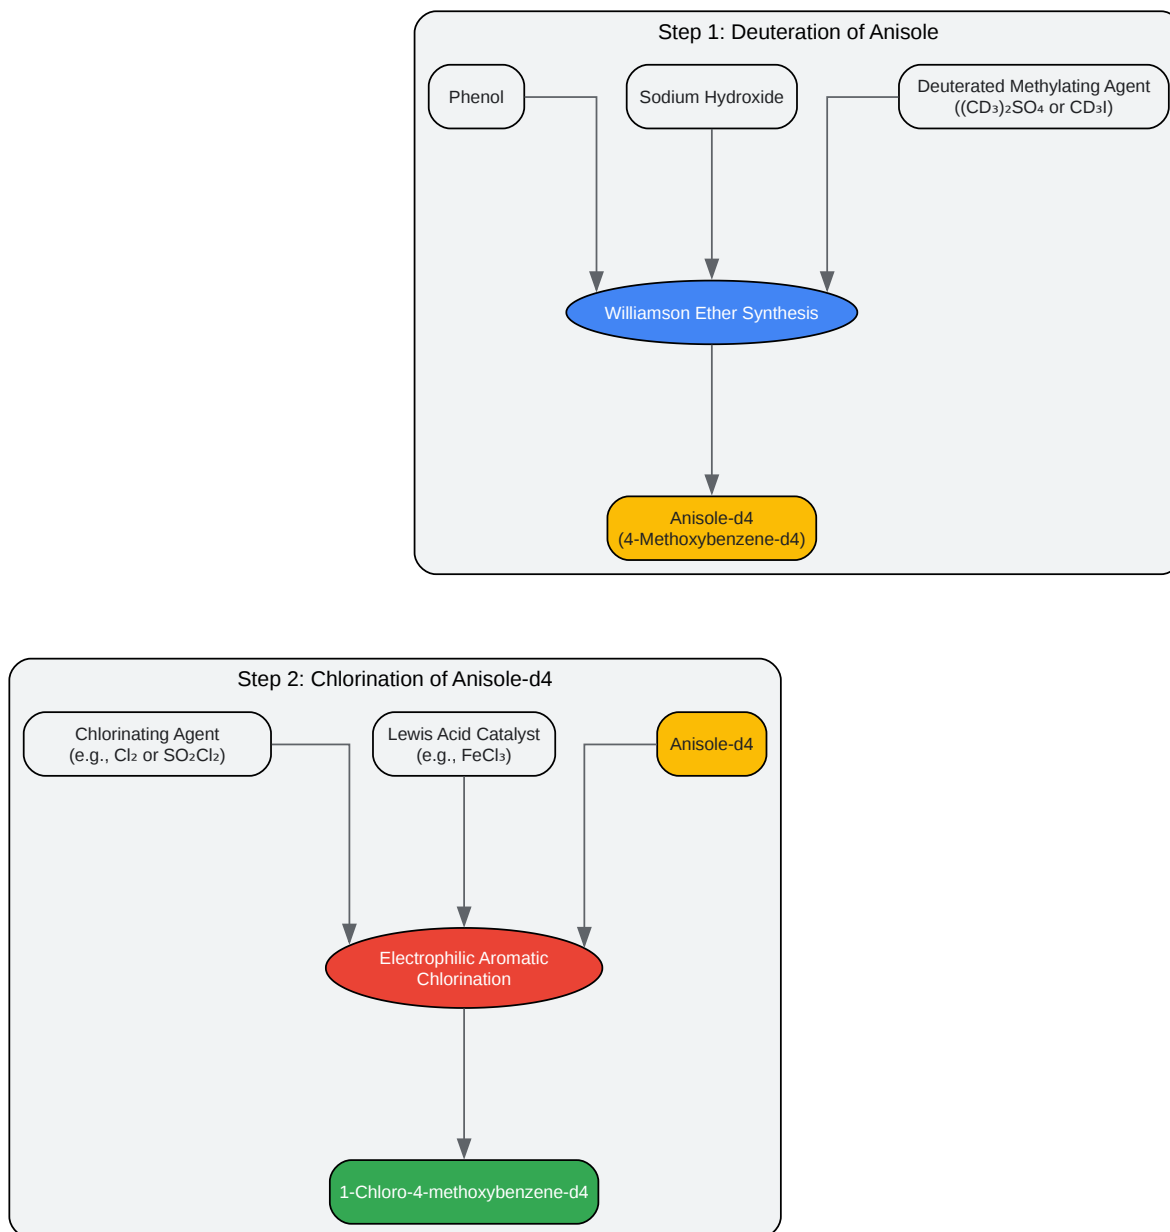 Step 1: Deuteration of Anisole
Phenol
Sodium Hydroxide
Deuterated Methylating Agent
((CD₃)₂SO₄ or CD₃I)
Williamson Ether Synthesis
Anisole-d4
(4-Methoxybenzene-d4)
Step 2: Chlorination of Anisole-d4
Chlorinating Agent
(e.g., Cl₂ or SO₂Cl₂)
Lewis Acid Catalyst
(e.g., FeCl₃)
Anisole-d4
Electrophilic Aromatic
Chlorination
1-Chloro-4-methoxybenzene-d4